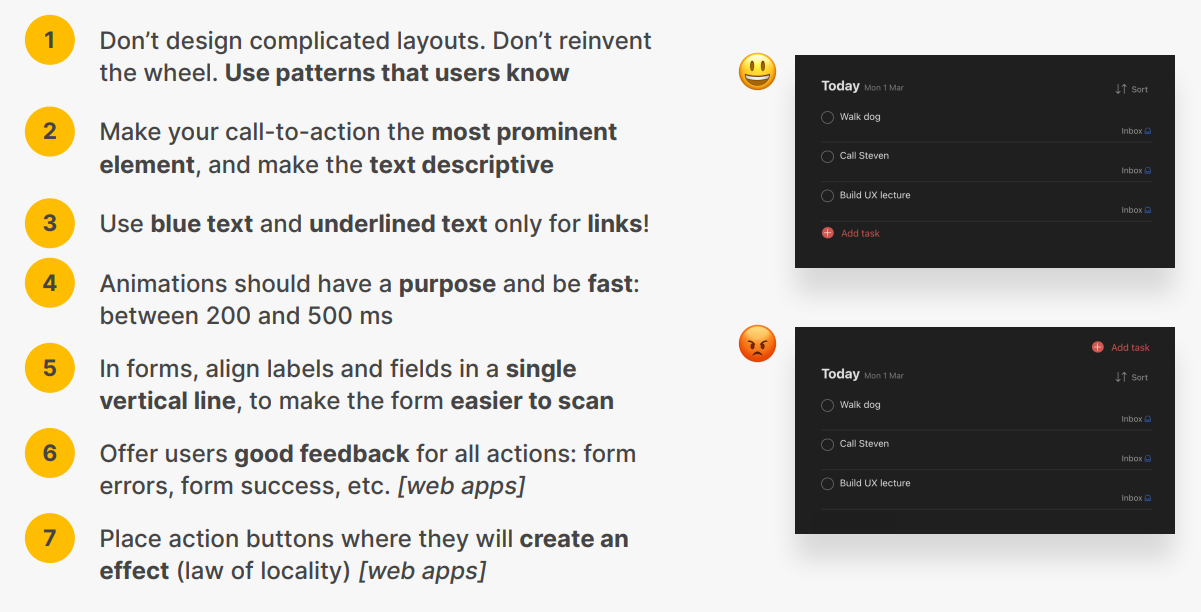 1
Don’t design complicated layouts. Don’t reinvent
the wheel. Use patterns that users know
2
Make your call-to-action the most prominent
element, and make the text descriptive
3
Use blue text and underlined text only for links!
4
Animations should have a purpose and be fast:
between 200 and 500 ms
5
In forms, align labels and fields in a single
vertical line, to make the form easier to scan
6
Offer users good feedback for all actions: form
errors, form success, etc. [web apps]
7
Place action buttons where they will create an
effect (law of locality) [web apps]
Today Mon 1 Mar
Sort
Walk dog
Inbox
Call Steven
Inbox
Build UX lecture
Inbox
Add task
Add task
Today Mon 1 Mar
Sort
Walk dog
Inbox
Call Steven
Inbox
Build UX lecture
Inbox